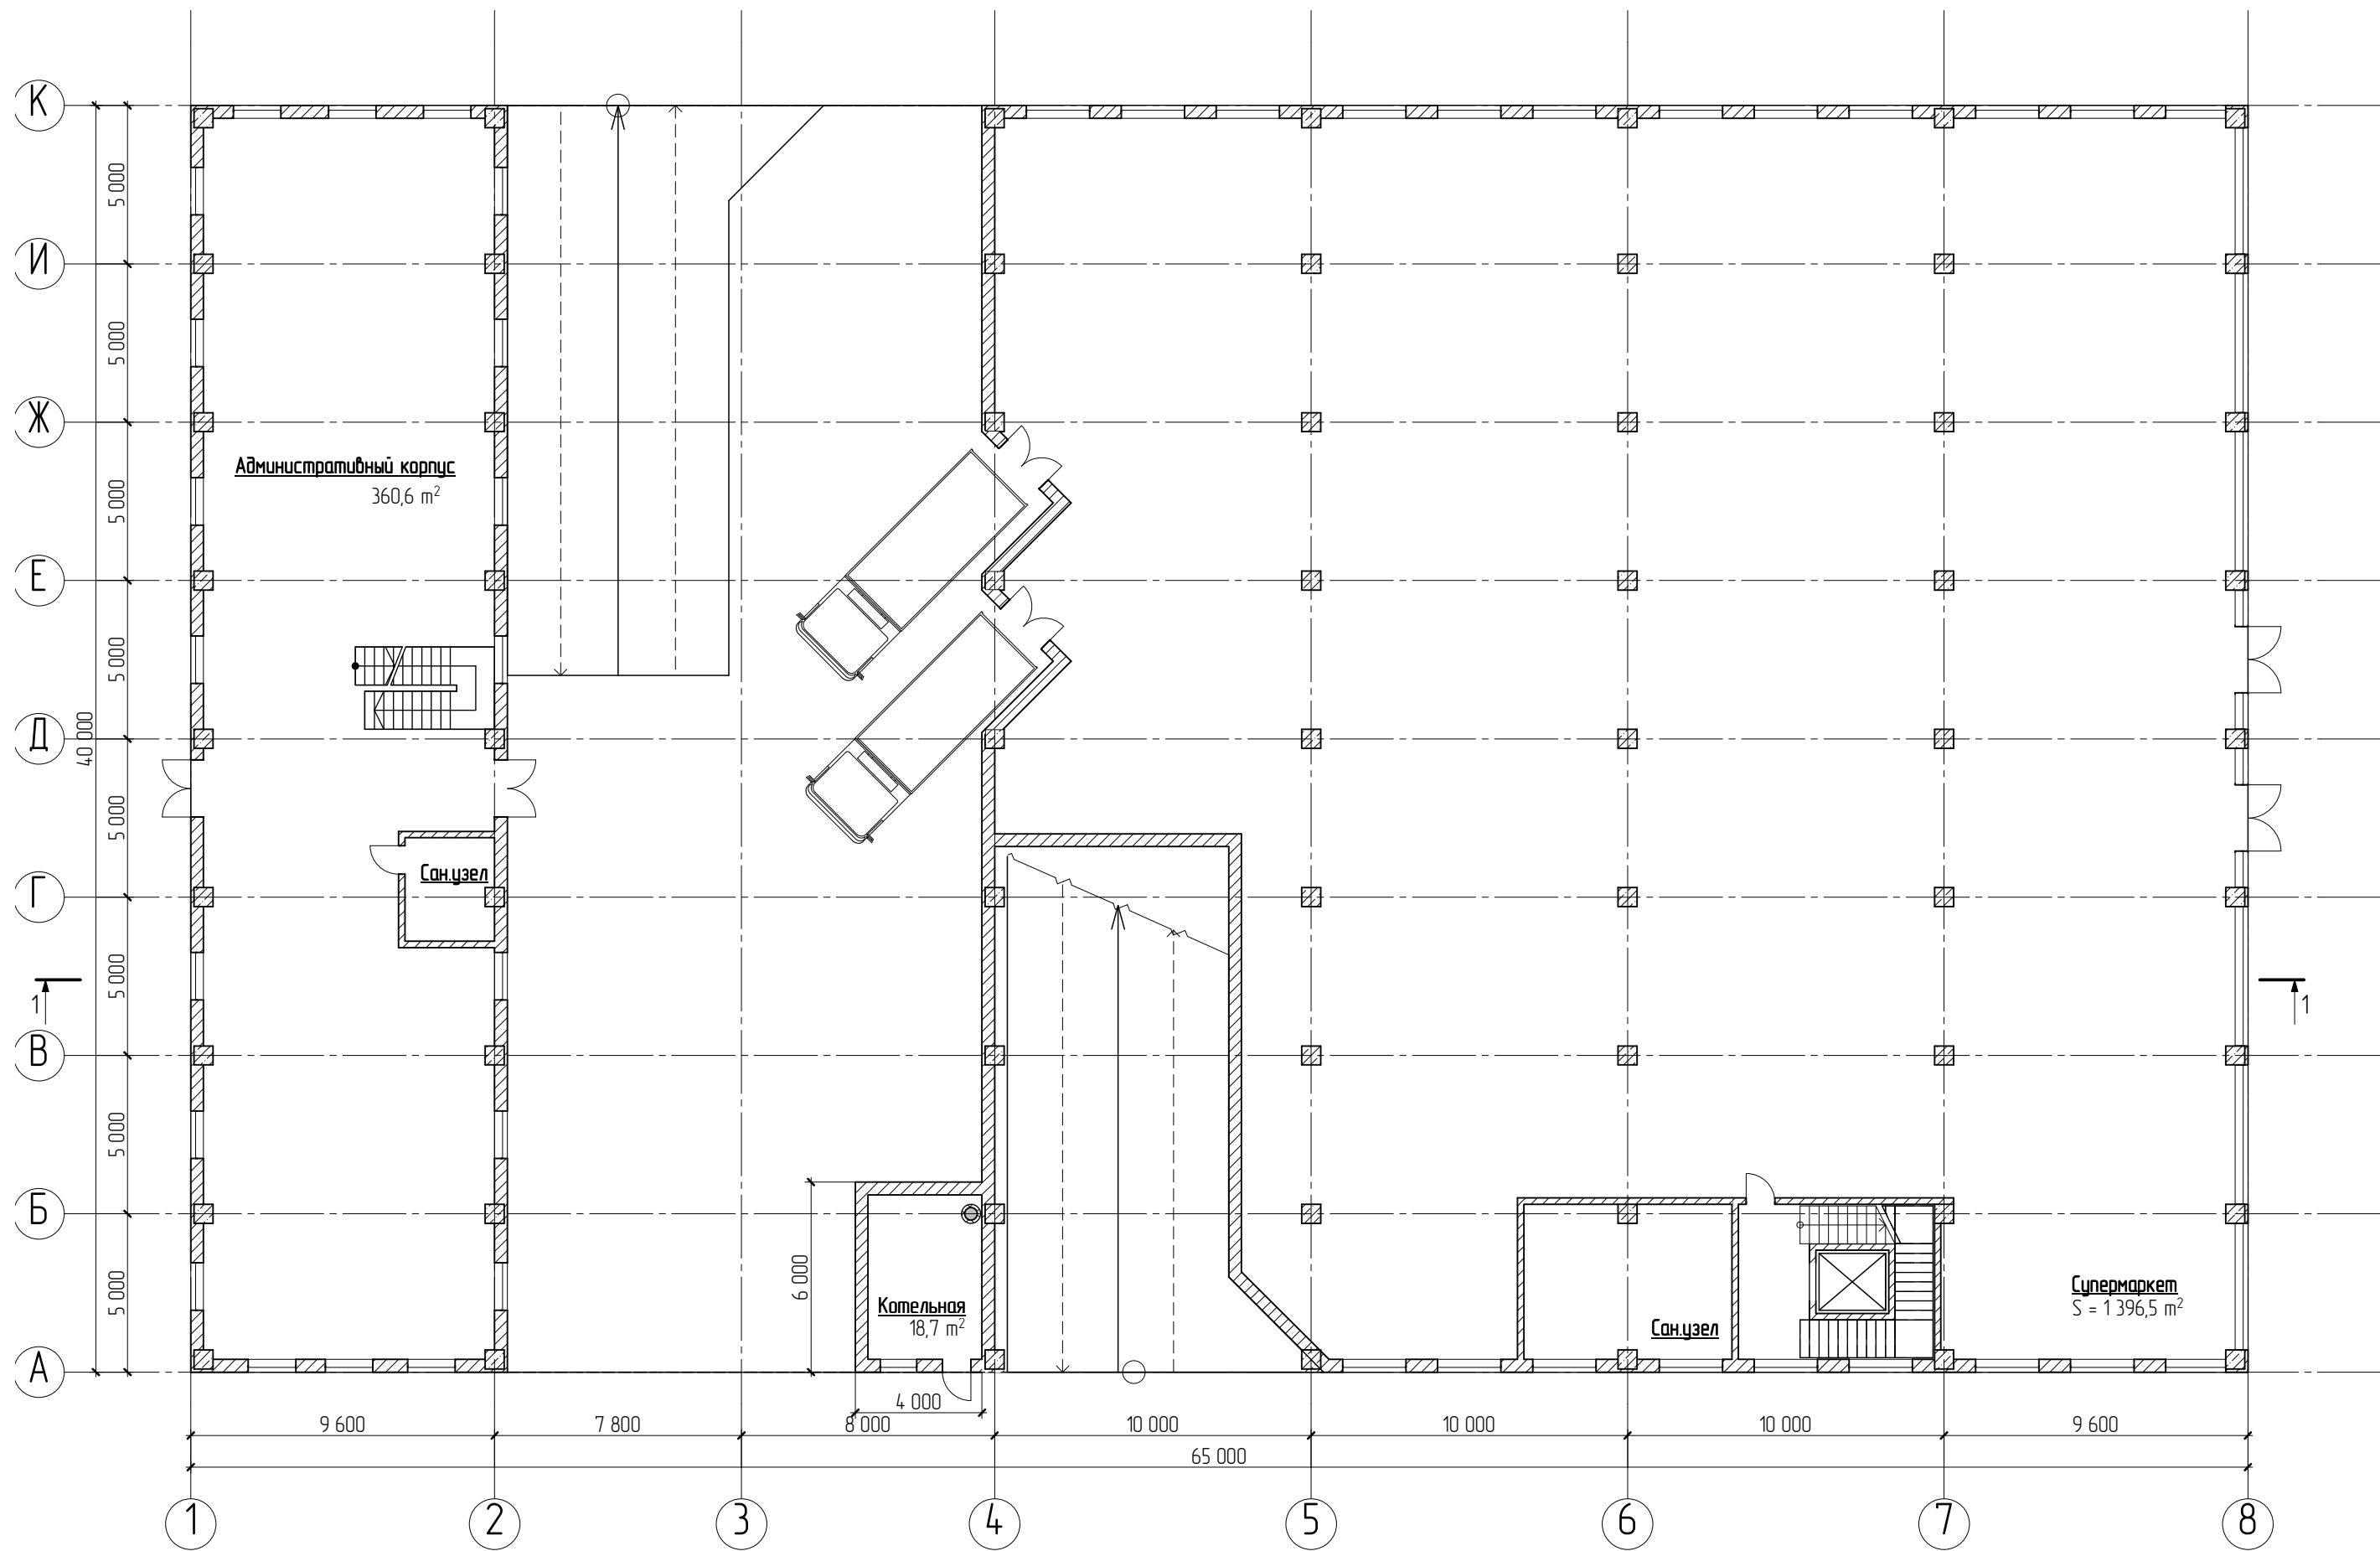 К
5 000
И
5 000
Ж
Административный корпус
360,6 m²
5 000
Е
5 000
Д
40 000
5 000
Сан.узел
Г
5 000
1
1
В
5 000
Б
5 000
6 000
Котельная
18,7 m²
Сан.узел
Супермаркет
S = 1 396,5 m²
А
4 000
9 600
7 800
8 000
10 000
10 000
10 000
9 600
65 000
1
2
3
4
5
6
7
8